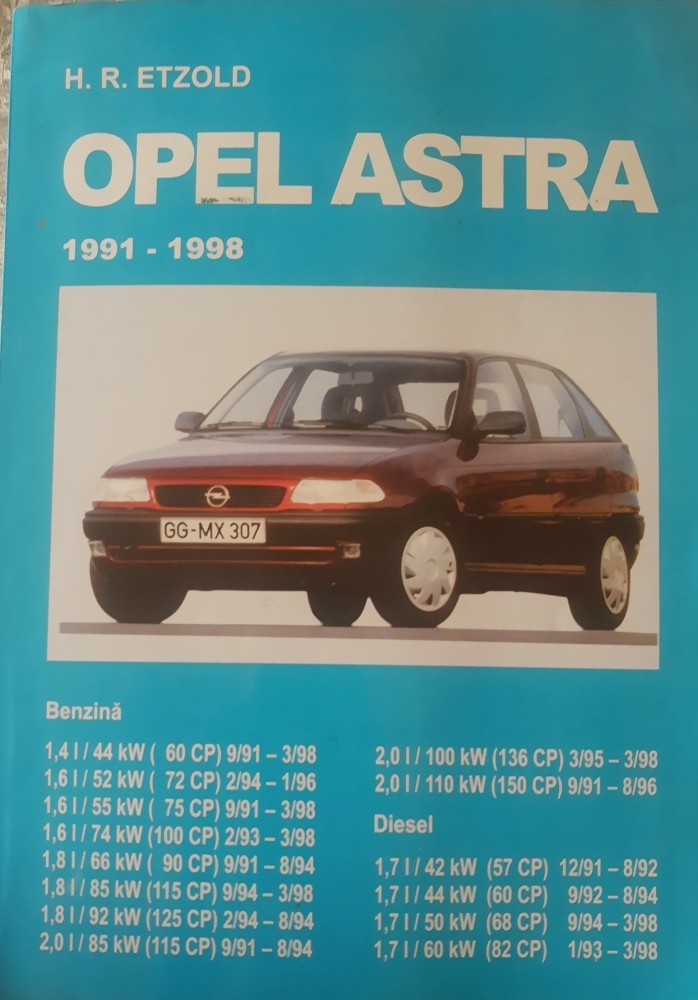 H. R. ETZOLD
OPEL ASTRA
1991 - 1998
GG-MX 307
Benzină
1,4 l / 44 kW ( 60 CP) 9/91 – 3/98
1,6 l / 52 kW ( 72 CP) 2/94 – 1/96
1,6 l / 55 kW ( 75 CP) 9/91 – 3/98
1,6 l / 74 kW (100 CP) 2/93 – 3/98
1,8 l / 66 kW ( 90 CP) 9/91 – 8/94
1,8 l / 85 kW (115 CP) 9/94 – 3/98
1,8 l / 92 kW (125 CP) 2/94 – 8/94
2,0 l / 85 kW (115 CP) 9/91 – 8/94
2,0 l / 100 kW (136 CP) 3/95 – 3/98
2,0 l / 110 kW (150 CP) 9/91 – 8/96
Diesel
1,7 l / 42 kW (57 CP) 12/91 – 8/92
1,7 l / 44 kW (60 CP) 9/92 – 8/94
1,7 l / 50 kW (68 CP) 9/94 – 3/98
1,7 l / 60 kW (82 CP) 1/93 – 3/98